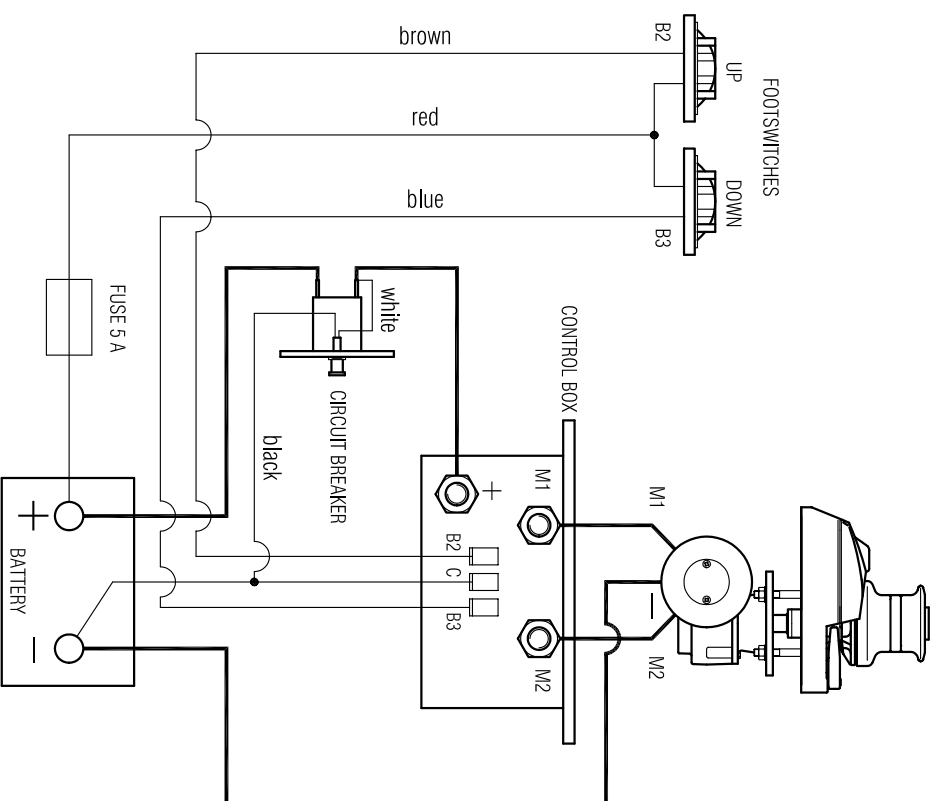 brown
B2
UP
FOOTSWITCHES
red
DOWN
blue
B3
FUSE 5 A
white
CONTROL BOX
CIRCUIT BREAKER
black
+
M1
M1
+
BATTERY
-
B2
C
B3
-
M2
M2